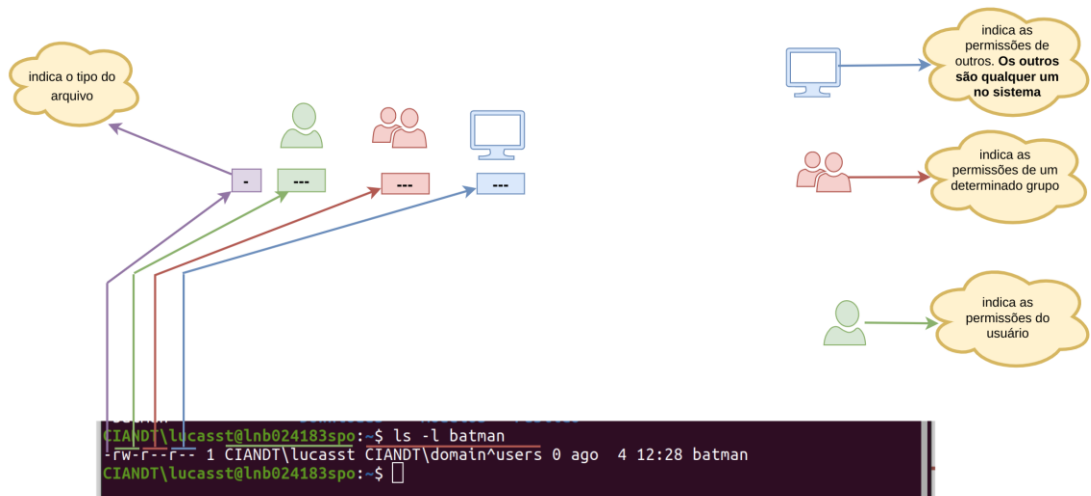 indica o tipo do
arquivo
indica as
permissões de
outros. Os outros
são qualquer um
no sistema
indica as
permissões de um
determinado grupo
-
---
---
---
indica as
permissões do
usuário
CIANDT\lucasst@lnb024183spo:~$ ls -l batman
-rw-r--r-- 1 CIANDT\lucasst CIANDT\domain^users 0 ago  4 12:28 batman
CIANDT\lucasst@lnb024183spo:~$